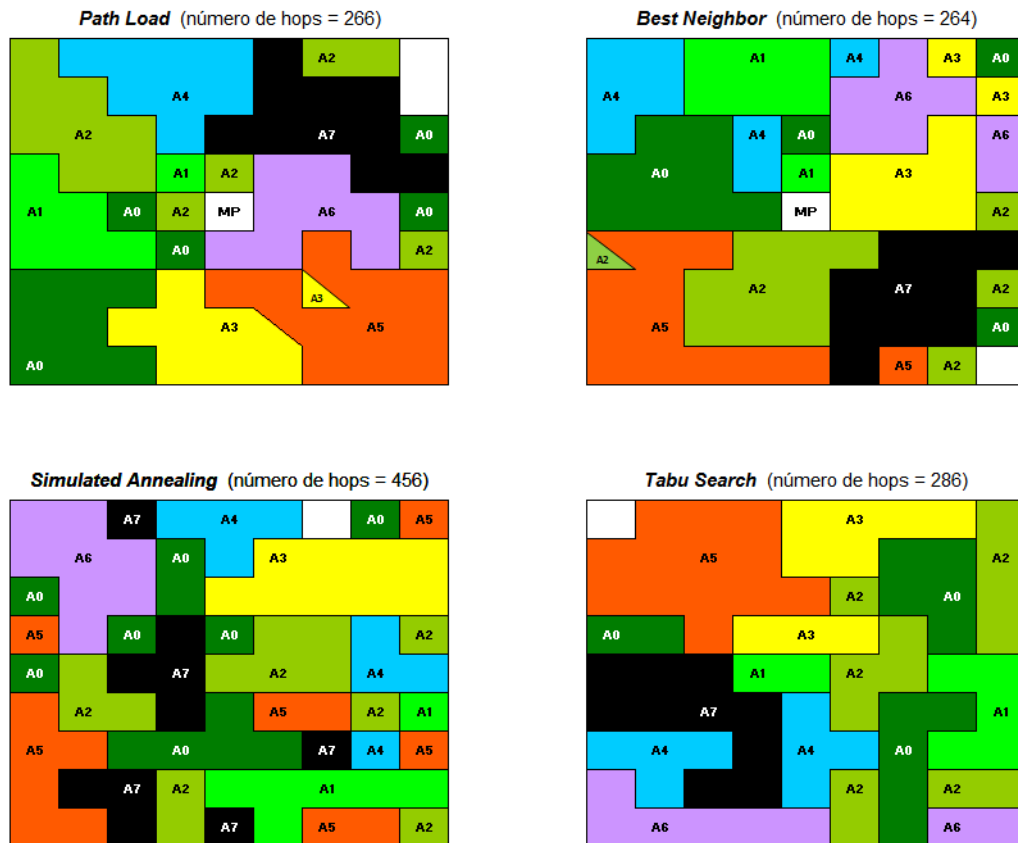 Path Load (número de hops = 266)
A2
A4
A2
A7
A0
A1
A2
A1
A0
A2
MP
A6
A0
A0
A2
A3
A3
A5
A0
Best Neighbor (número de hops = 264)
A1
A4
A3
A0
A4
A6
A3
A4
A0
A6
A0
A1
A3
MP
A2
A2
A2
A7
A2
A5
A0
A5
A2
Simulated Annealing (número de hops = 456)
A7
A4
A0
A5
A6
A0
A3
A0
A5
A0
A0
A2
A0
A7
A2
A4
A2
A5
A2
A1
A5
A0
A7
A4
A5
A7
A2
A1
A7
A5
A2
Tabu Search (número de hops = 286)
A3
A5
A2
A2
A0
A0
A3
A1
A2
A7
A1
A4
A4
A0
A2
A2
A6
A6